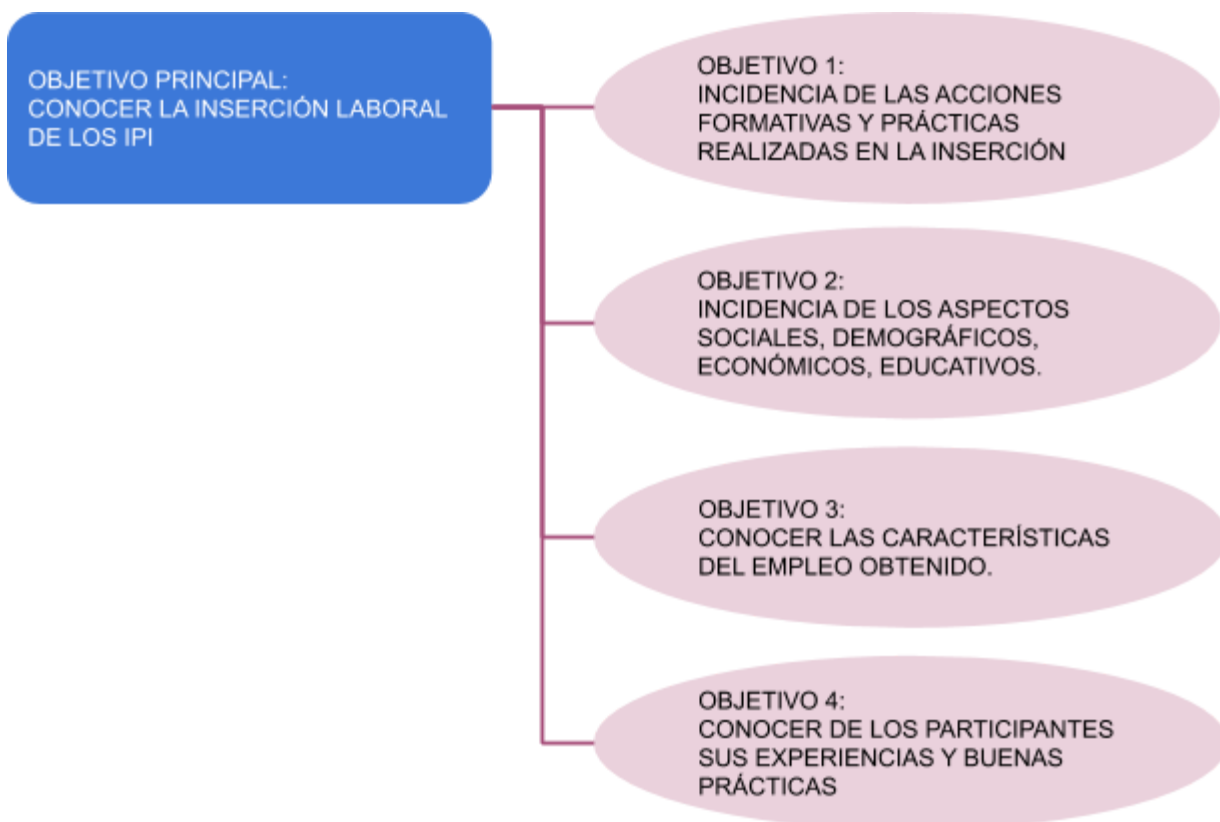 OBJETIVO PRINCIPAL:
CONOCER LA INSERCIÓN LABORAL
DE LOS IPI
OBJETIVO 1:
INCIDENCIA DE LAS ACCIONES
FORMATIVAS Y PRÁCTICAS
REALIZADAS EN LA INSERCIÓN
OBJETIVO 2:
INCIDENCIA DE LOS ASPECTOS
SOCIALES, DEMOGRÁFICOS,
ECONÓMICOS, EDUCATIVOS.
OBJETIVO 3:
CONOCER LAS CARACTERÍSTICAS
DEL EMPLEO OBTENIDO.
OBJETIVO 4:
CONOCER DE LOS PARTICIPANTES
SUS EXPERIENCIAS Y BUENAS
PRÁCTICAS